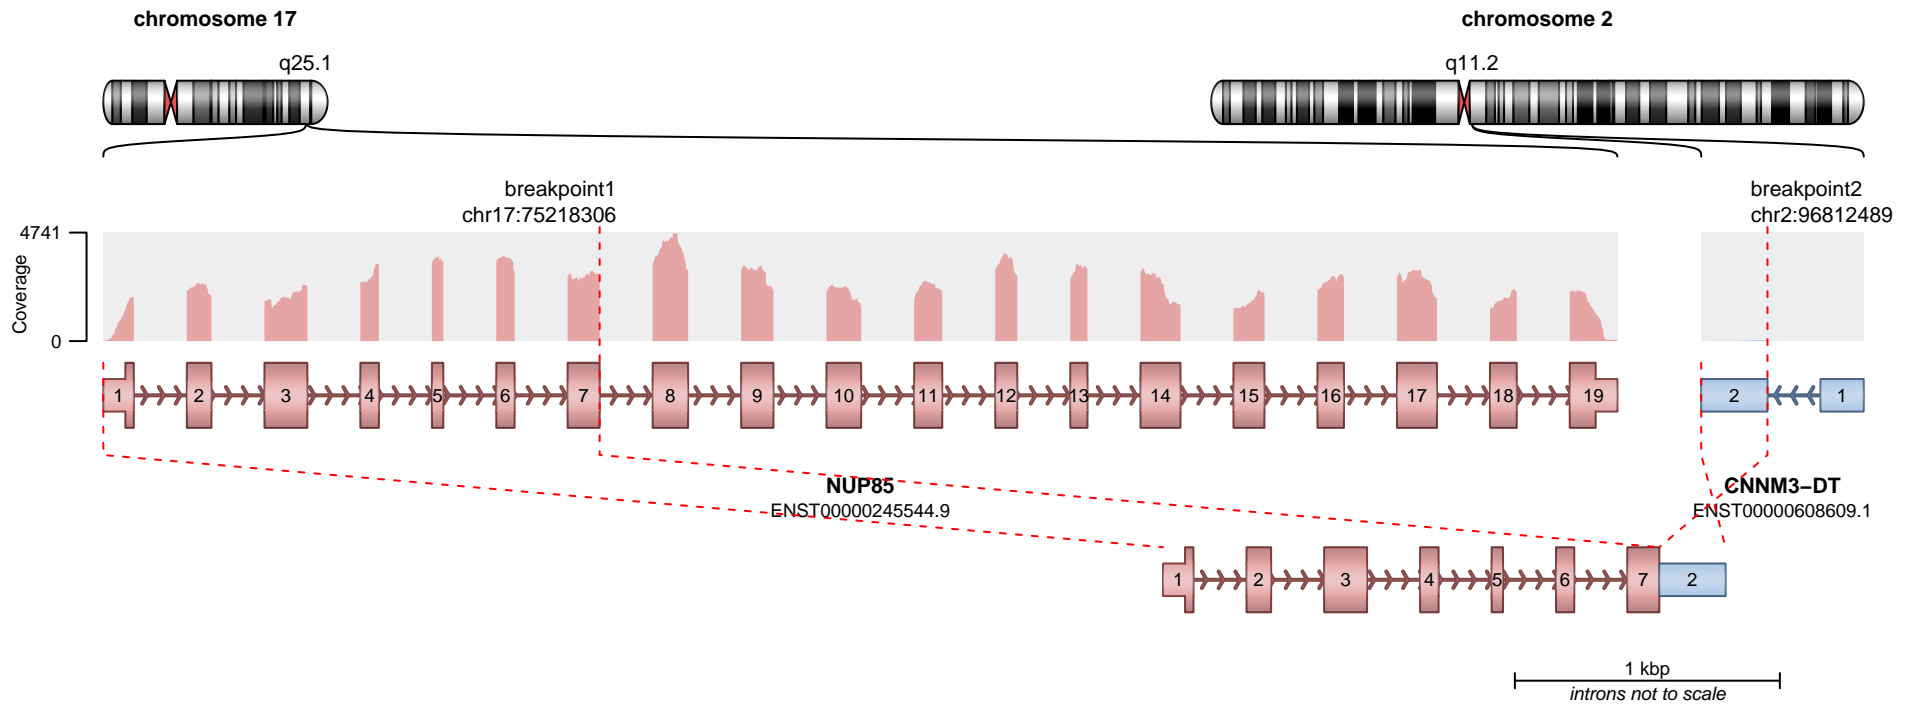 chromosome 17
chromosome 2
q25.1
q11.2
breakpoint1
chr17:75218306
breakpoint2
chr2:96812489
4741
Coverage
0
1 2 3 4 5 6 7 8 9 10 11 12 13 14 15 16 17 18 19
2 1
NUP85
ENST00000245544.9
CNNM3−DT
ENST00000608609.1
1 2 3 4 5 6 7 2
1 kbp
introns not to scale